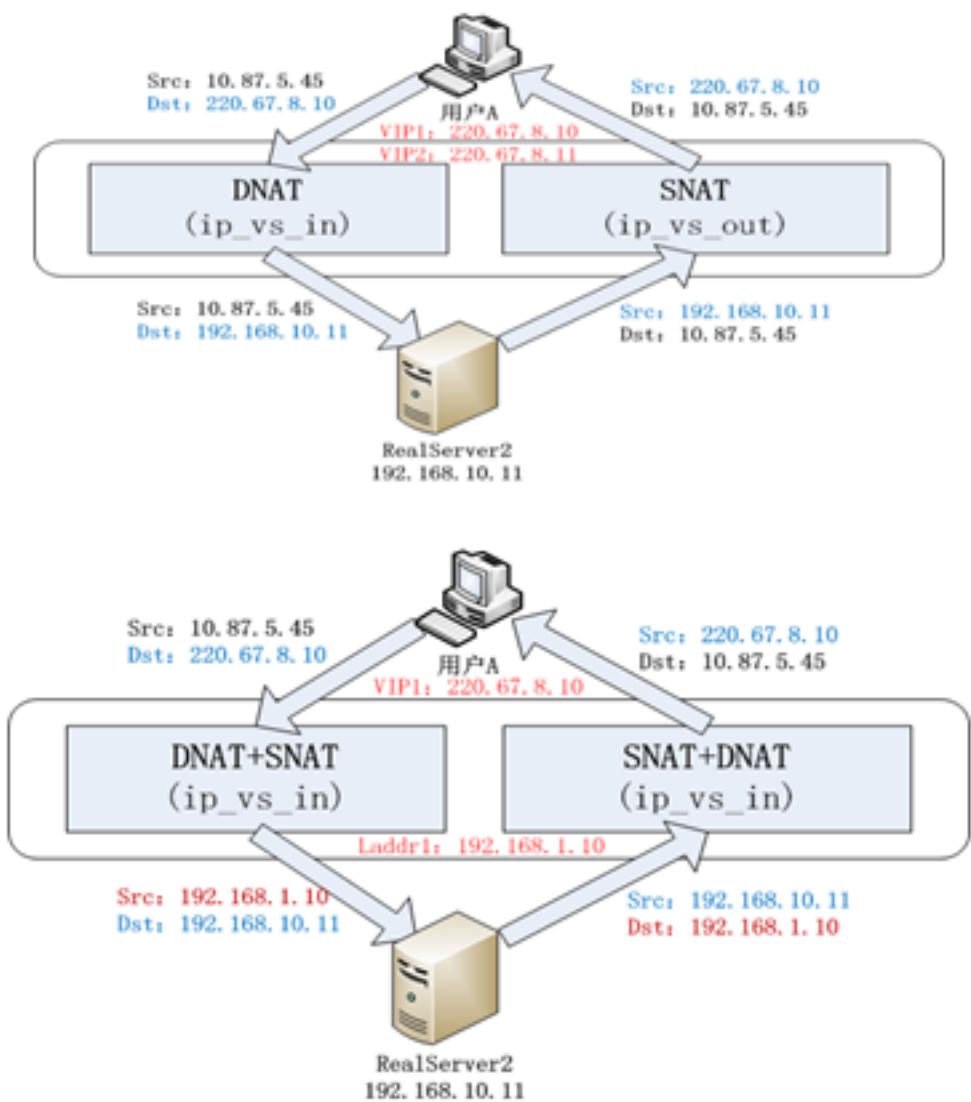 Src: 10.87.5.45
Dst: 220.67.8.10
Src: 220.67.8.10
Dst: 10.87.5.45
用户A
VIP1: 220.67.8.10
VIP2: 220.67.8.11
DNAT
(ip_vs_in)
SNAT
(ip_vs_out)
Src: 10.87.5.45
Dst: 192.168.10.11
Src: 192.168.10.11
Dst: 10.87.5.45
RealServer2
192.168.10.11
Src: 10.87.5.45
Dst: 220.67.8.10
Src: 220.67.8.10
Dst: 10.87.5.45
用户A
VIP1: 220.67.8.10
DNAT+SNAT
(ip_vs_in)
SNAT+DNAT
(ip_vs_in)
Laddr1: 192.168.1.10
Src: 192.168.1.10
Dst: 192.168.10.11
Src: 192.168.10.11
Dst: 192.168.1.10
RealServer2
192.168.10.11